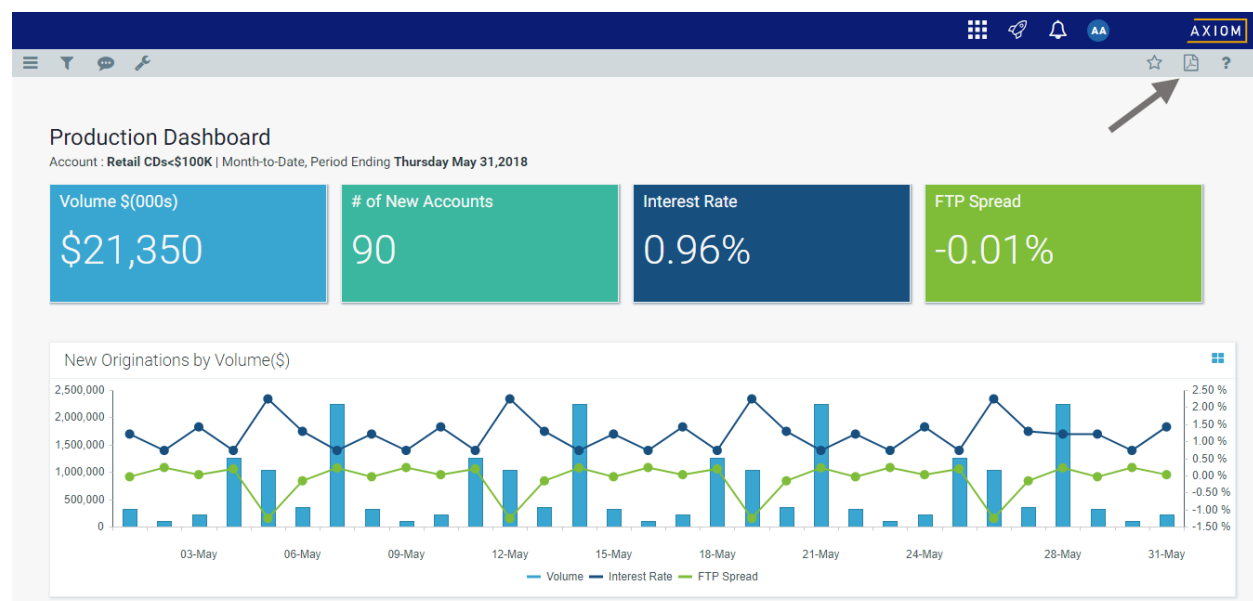 AA
AXIOM
?
Production Dashboard
Account : Retail CDs<$100K | Month-to-Date, Period Ending Thursday May 31,2018
Volume $(000s)
$21,350
# of New Accounts
90
Interest Rate
0.96%
FTP Spread
-0.01%
New Originations by Volume($)
2,500,000
2,000,000
1,500,000
1,000,000
500,000
0
2.50 %
2.00 %
1.50 %
1.00 %
0.50 %
0.00 %
-0.50 %
-1.00 %
-1.50 %
03-May 06-May 09-May 12-May 15-May 18-May 21-May 24-May 28-May 31-May
Volume Interest Rate FTP Spread